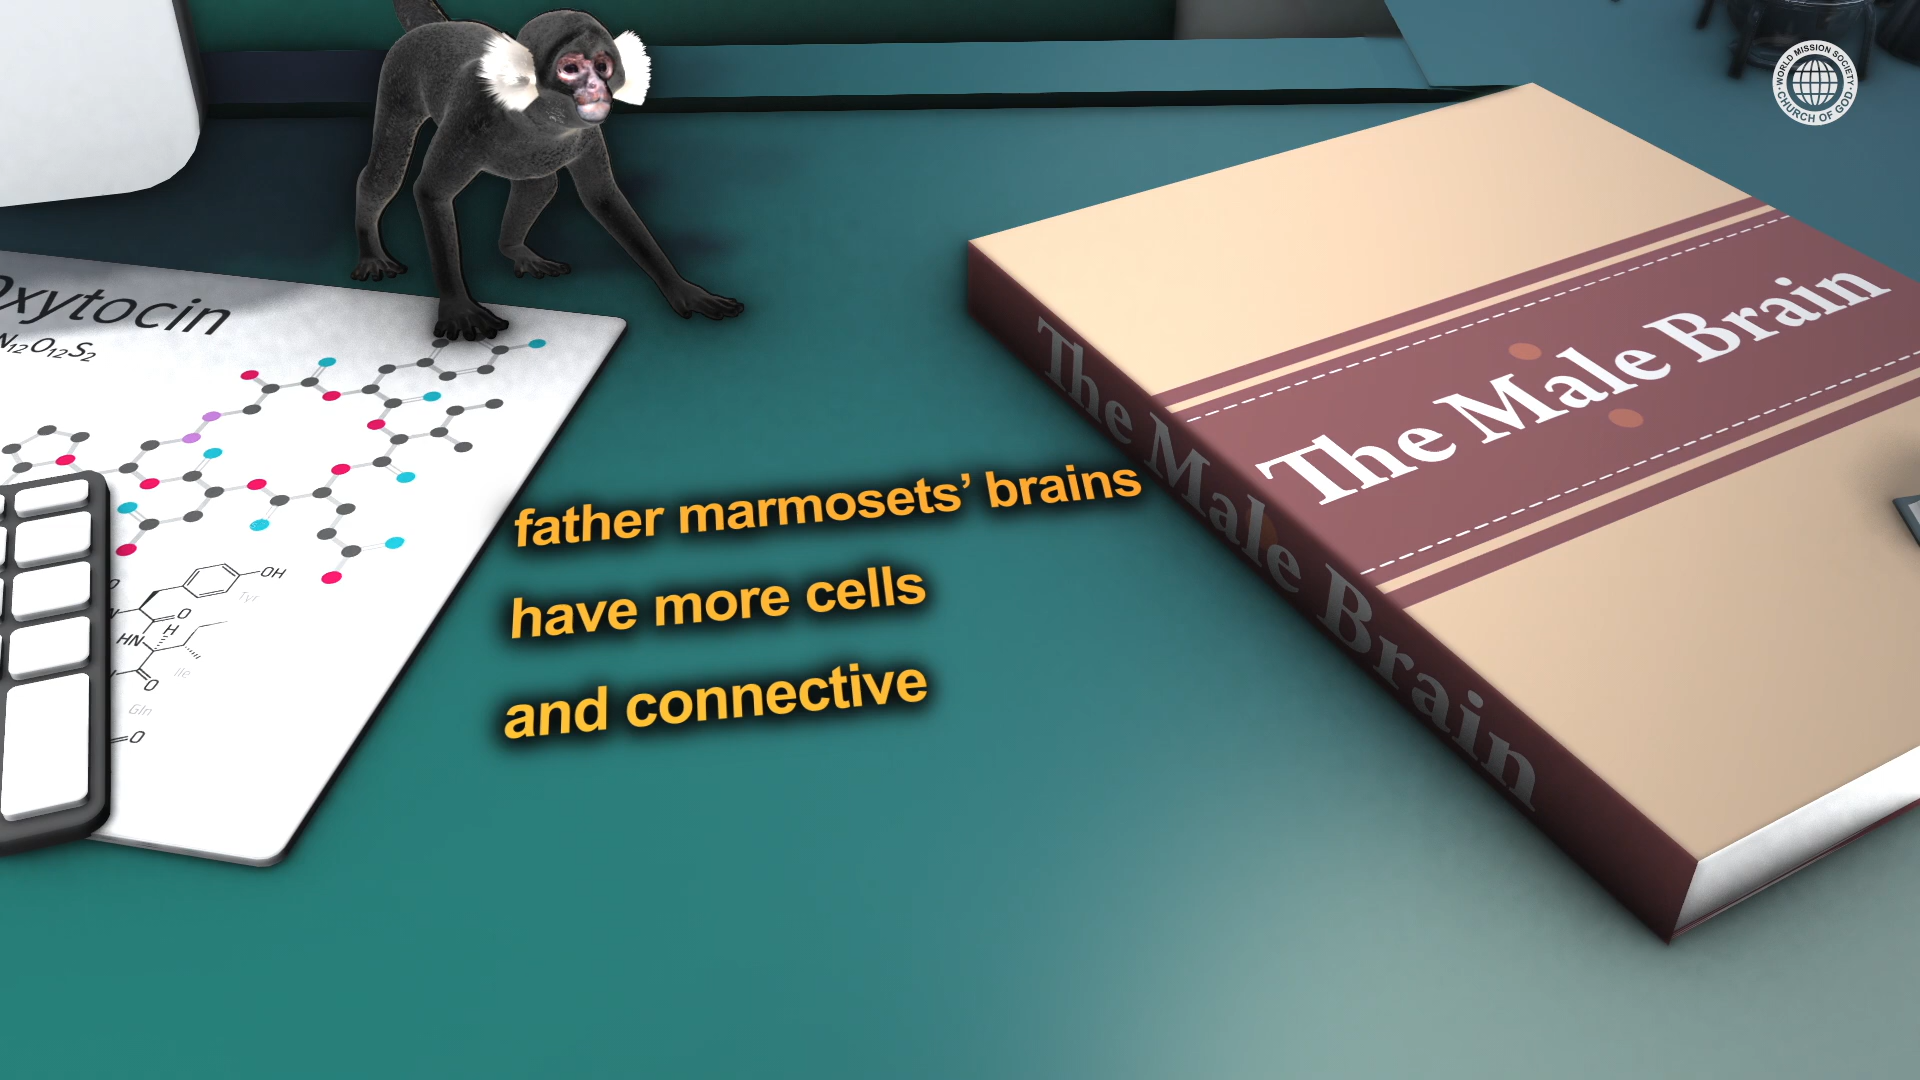 WORLD MISSION SOCIETY
CHURCH OF GOD
Oxytocin
N12O12S2
The Male Brain
The Male Brain
father marmosets’ brains
have more cells
and connective
OH
Tyr
O
O
H
HN
Ile
O
Gln
O